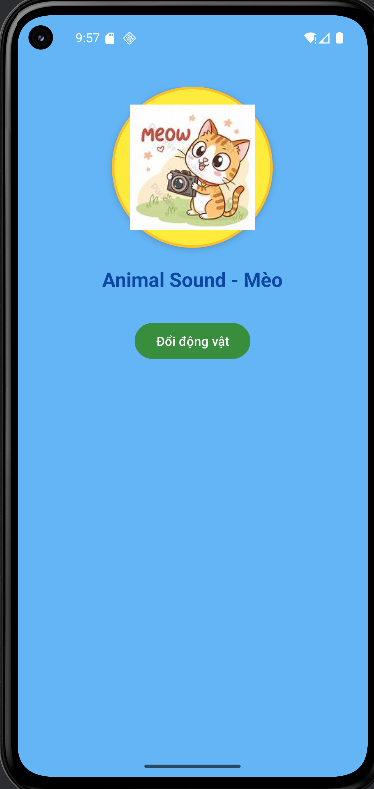 9:57
MEOW
Animal Sound - Mèo
Đổi động vật